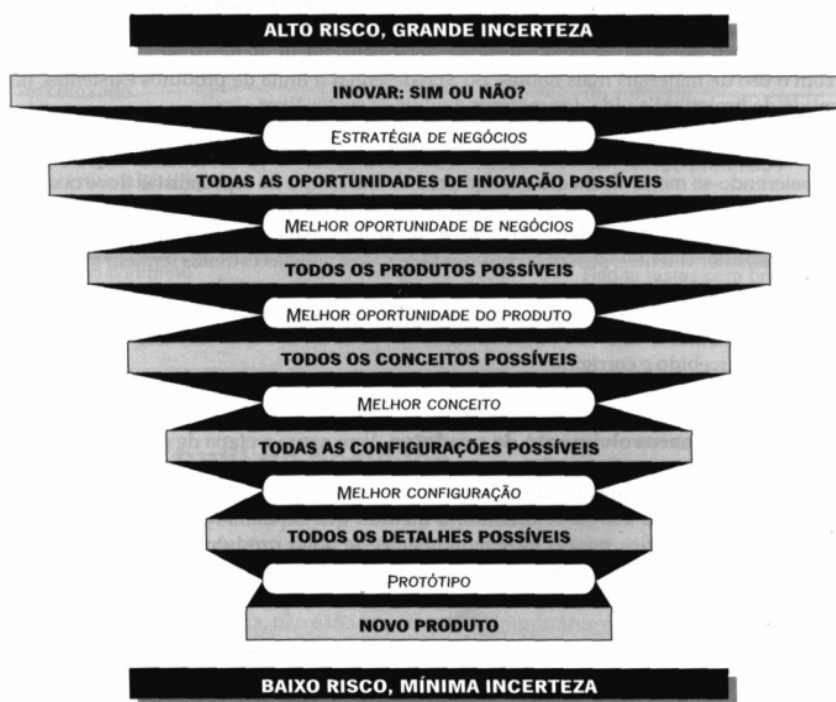 ALTO RISCO, GRANDE INCERTEZA
INOVAR: SIM OU NÃO?
ESTRATÉGIA DE NEGÓCIOS
TODAS AS OPORTUNIDADES DE INOVAÇÃO POSSÍVEIS
MELHOR OPORTUNIDADE DE NEGÓCIOS
TODOS OS PRODUTOS POSSÍVEIS
MELHOR OPORTUNIDADE DO PRODUTO
TODOS OS CONCEITOS POSSÍVEIS
MELHOR CONCEITO
TODAS AS CONFIGURAÇÕES POSSÍVEIS
MELHOR CONFIGURAÇÃO
TODOS OS DETALHES POSSÍVEIS
PROTÓTIPO
NOVO PRODUTO
BAIXO RISCO, MÍNIMA INCERTEZA